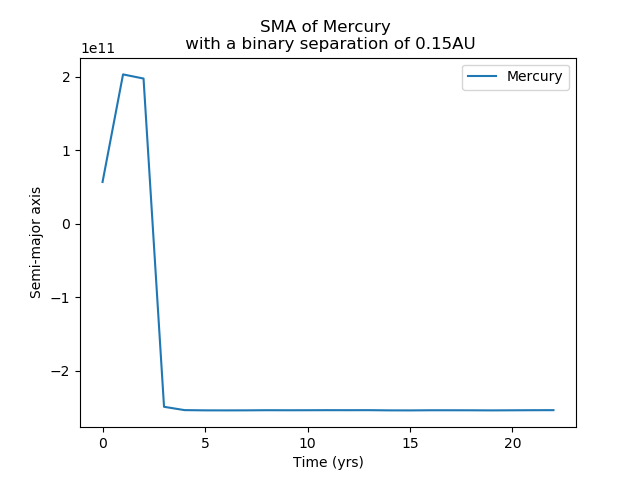 SMA of Mercury
with a binary separation of 0.15AU
1e11
Mercury
2
1
0
−1
−2
Semi-major axis
0
5
10
15
20
Time (yrs)